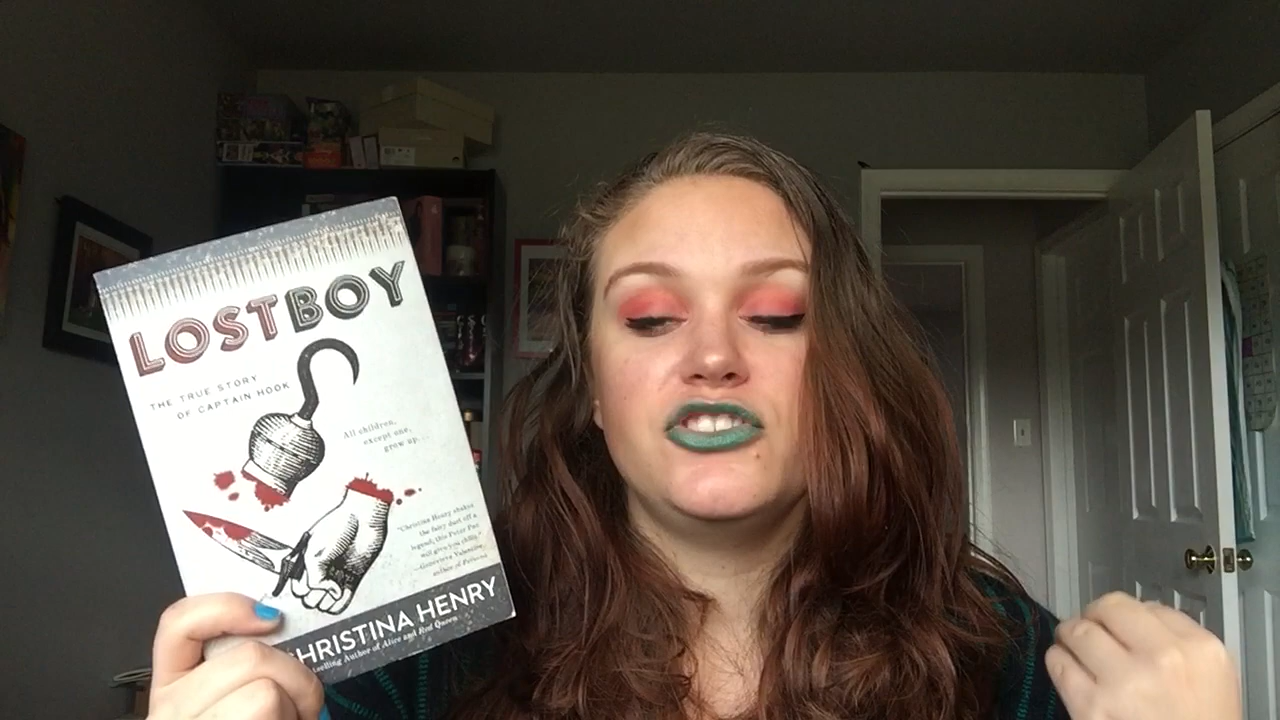 LOST BOY
THE TRUE STORY
OF CAPTAIN HOOK
All children,
except one,
grow up...
"Christina Henry shakes
the fairy dust off a
legend; this Peter Pan
will give you chills."
—Genevieve Valentine,
author of Persona
HRISTINA HENRY
selling Author of Alice and Red Queen